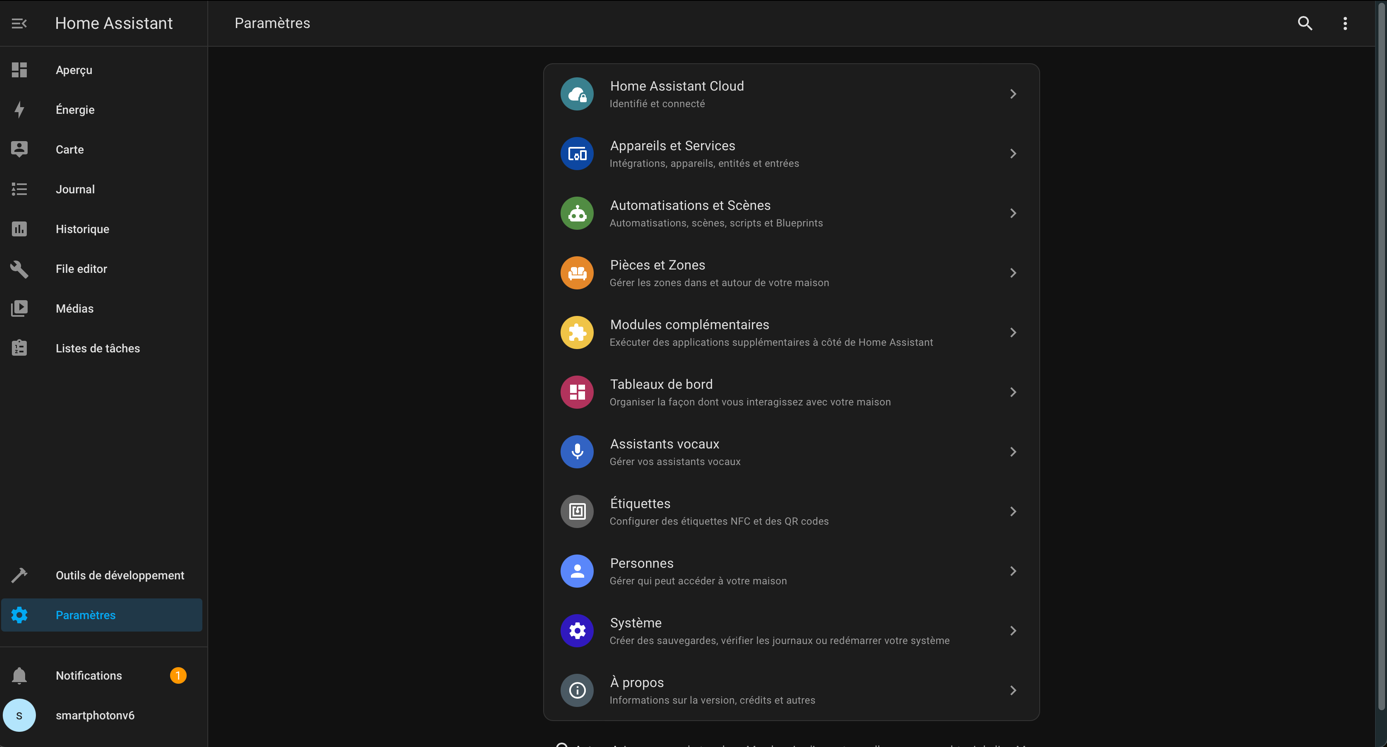 Home Assistant
Paramètres
Aperçu
Énergie
Carte
Journal
Historique
File editor
Médias
Listes de tâches
Outils de développement
Paramètres
Notifications
1
s
smartphotonv6
Home Assistant Cloud
Identifié et connecté
Appareils et Services
Intégrations, appareils, entités et entrées
Automatisations et Scènes
Automatisations, scènes, scripts et Blueprints
Pièces et Zones
Gérer les zones dans et autour de votre maison
Modules complémentaires
Exécuter des applications supplémentaires à côté de Home Assistant
Tableaux de bord
Organiser la façon dont vous interagissez avec votre maison
Assistants vocaux
Gérer vos assistants vocaux
Étiquettes
Configurer des étiquettes NFC et des QR codes
Personnes
Gérer qui peut accéder à votre maison
Système
Créer des sauvegardes, vérifier les journaux ou redémarrer votre système
À propos
Informations sur la version, crédits et autres